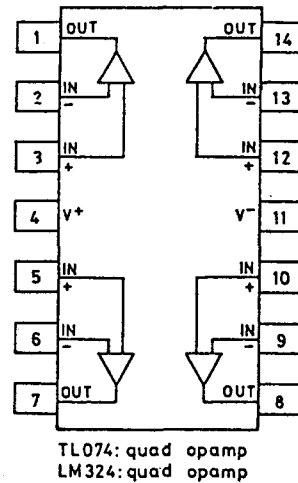 1 OUT OUT 14
2 IN - IN - 13
3 IN + IN + 12
4 V+ V- 11
5 IN + IN + 10
6 IN - IN - 9
7 OUT OUT 8
TL074: quad opamp
LM324: quad opamp